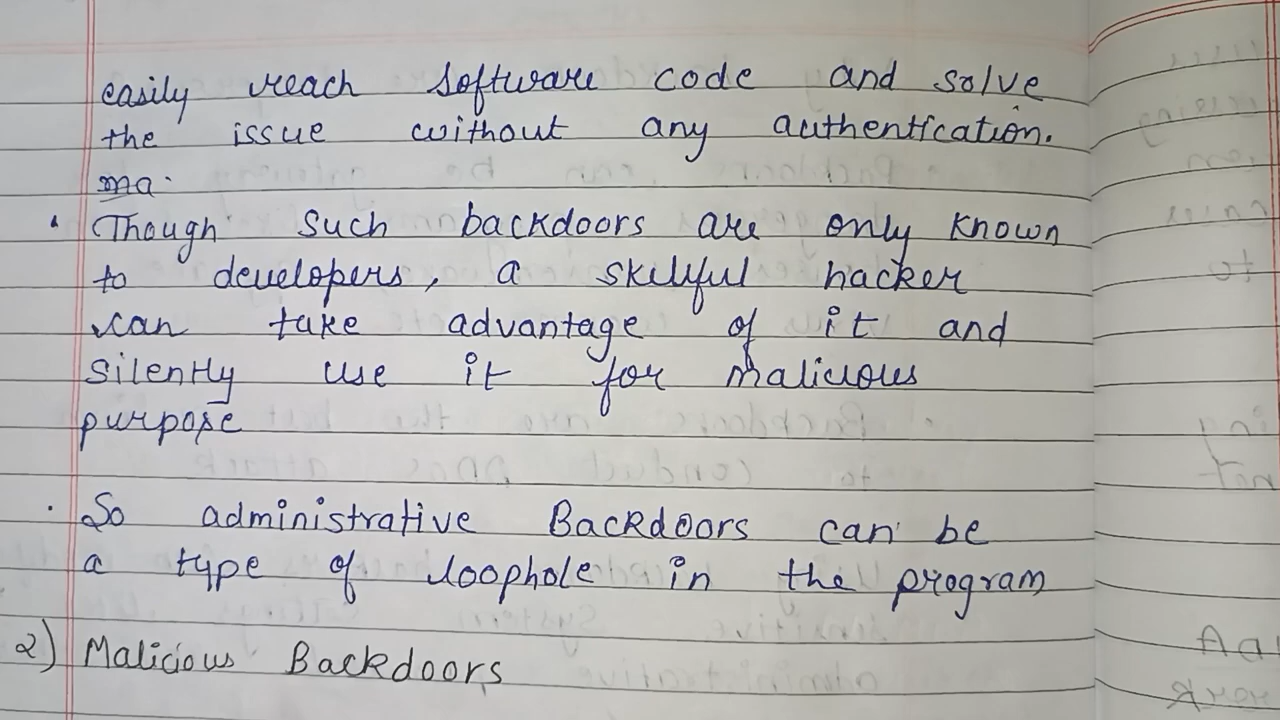 easily reach software code and solve
the issue without any authentication.
ma.
• Though such backdoors are only known
to developers, a skillful hacker
can take advantage of it and
silently use it for malicious
purpose
• So administrative Backdoors can be
a type of loophole in the program
2) Malicious Backdoors